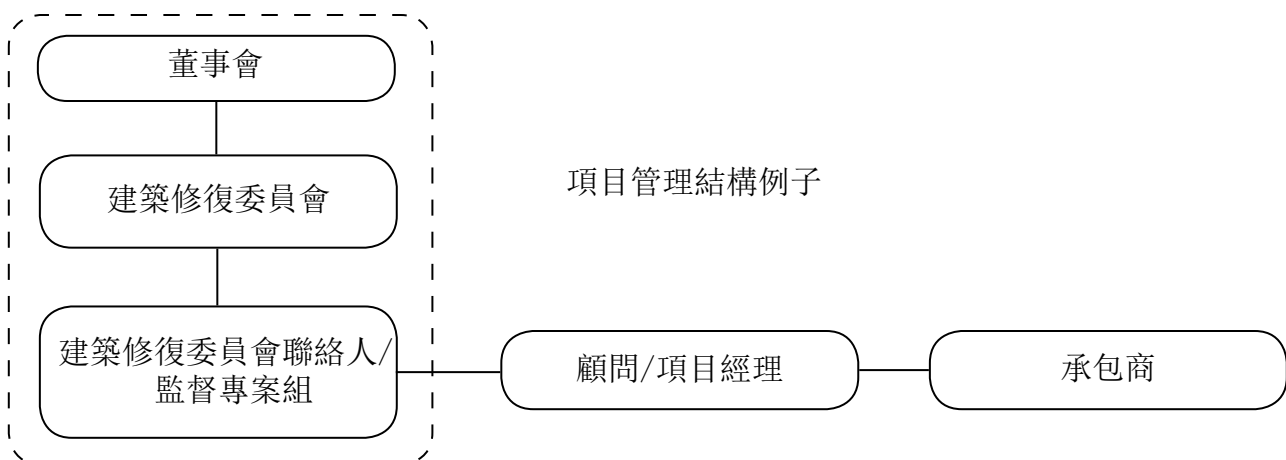 董事會
建築修復委員會
項目管理結構例子
建築修復委員會聯絡人/
監督專案組
顧問/項目經理
承包商